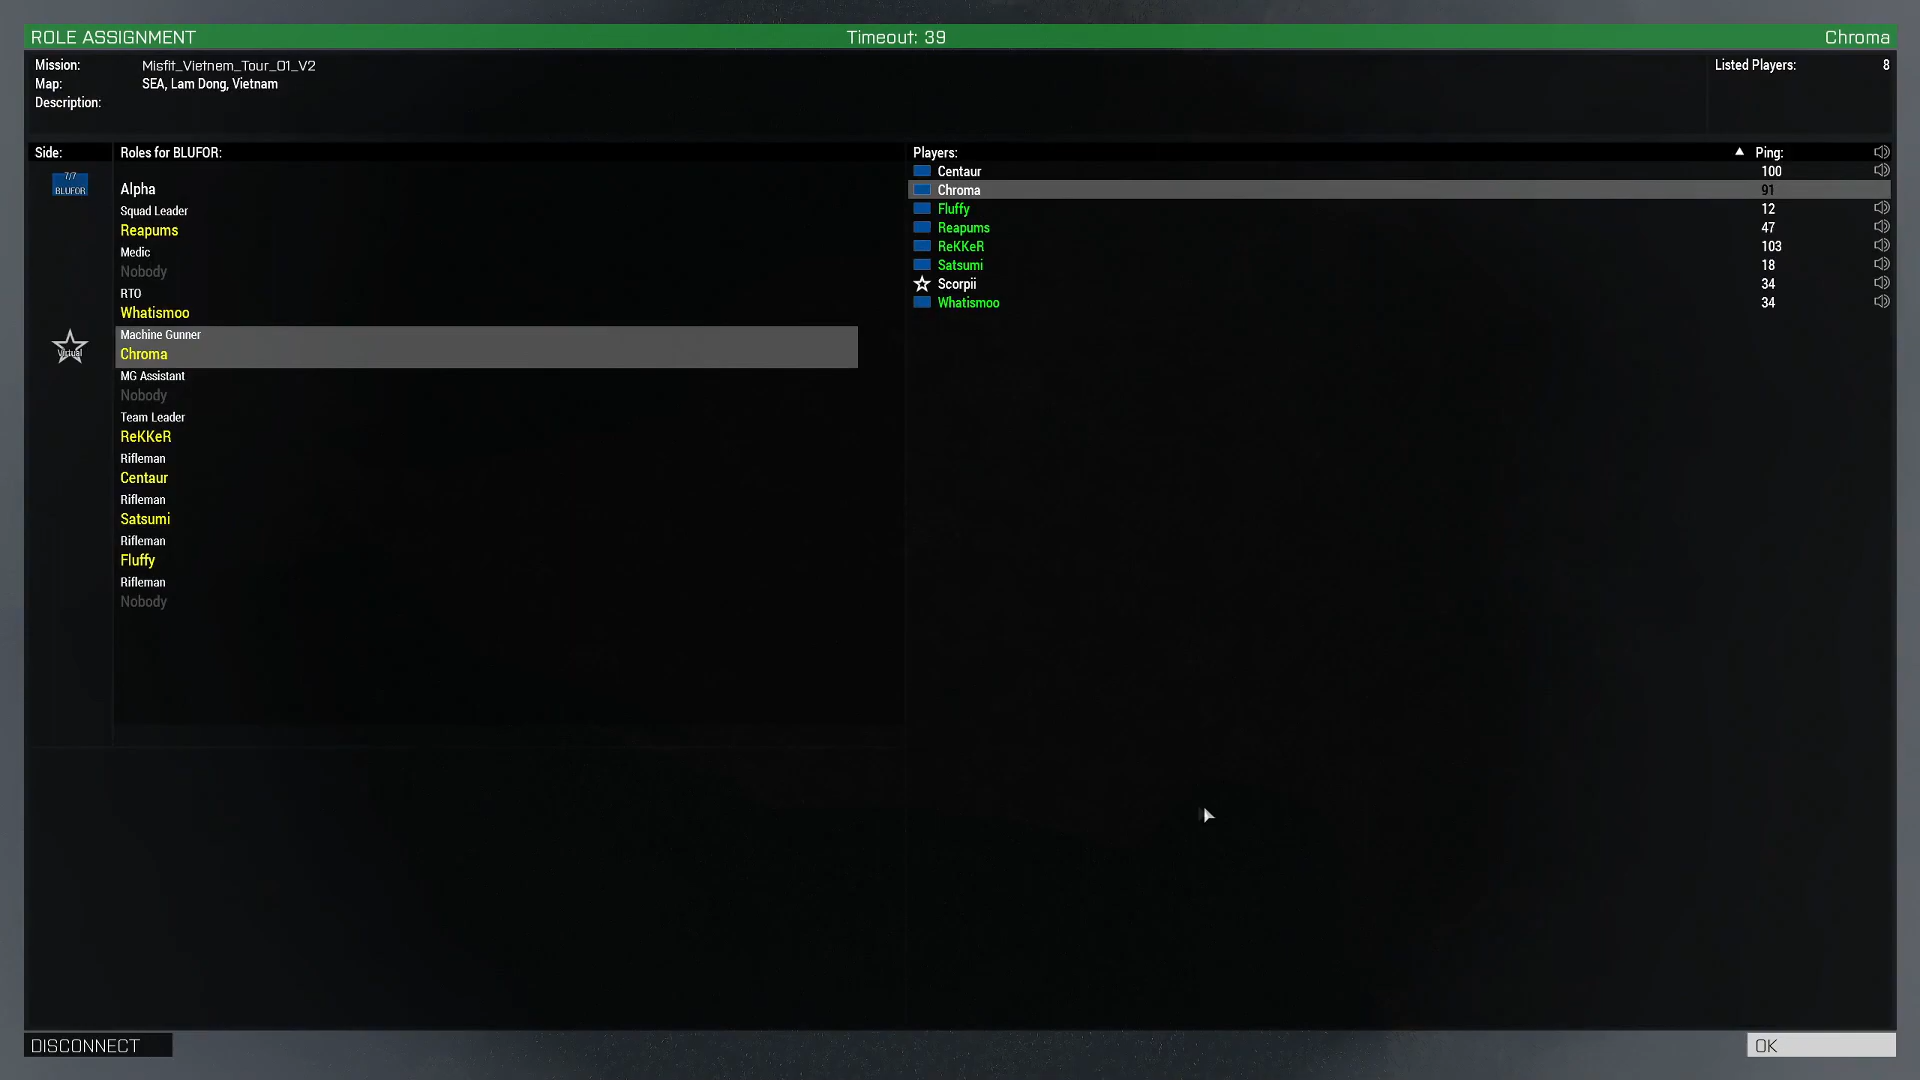 ROLE ASSIGNMENT Timeout: 39 Chroma
Mission: Misfit_Vietnem_Tour_01_V2 Listed Players: 8
Map: SEA, Lam Dong, Vietnam
Description:
Side: Roles for BLUFOR: Players: Ping:
7/7
BLUFOR
Virtual
Alpha
Squad Leader
Reapums
Medic
Nobody
RTO
Whatismoo
Machine Gunner
Chroma
MG Assistant
Nobody
Team Leader
ReKKeR
Rifleman
Centaur
Rifleman
Satsumi
Rifleman
Fluffy
Rifleman
Nobody
Centaur 100
Chroma 91
Fluffy 12
Reapums 47
ReKKeR 103
Satsumi 18
Scorpii 34
Whatismoo 34
DISCONNECT OK